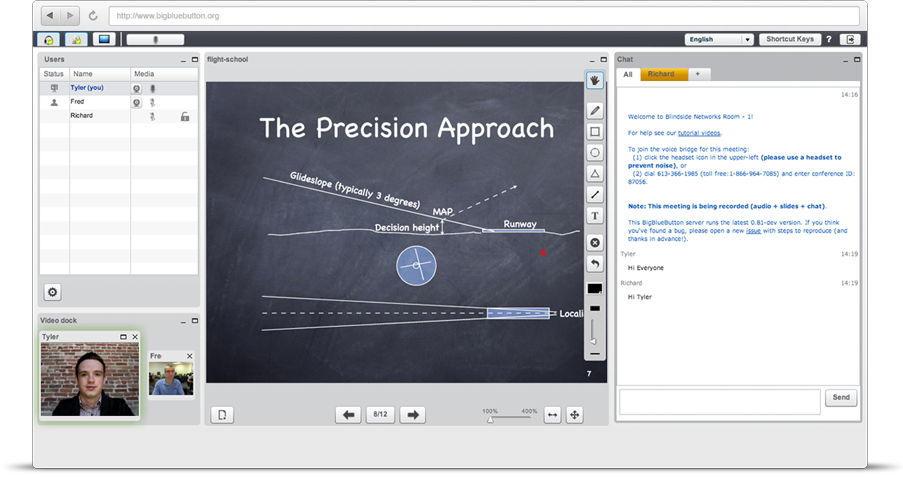 http://www.bigbluebutton.org
English
Shortcut Keys
?
Users
Status Name Media
Tyler (you)
Fred
Richard
Video dock
Tyler
Fre
flight-school
The Precision Approach
Glideslope (typically 3 degrees)
MAP
Decision height
Runway
Locali
7
T
8/12
100% 400%
Chat
All Richard +
14:16
Welcome to Blindside Networks Room - 1!
For help see our tutorial videos.
To join the voice bridge for this meeting:
(1) click the headset icon in the upper-left (please use a headset to
prevent noise), or
(2) dial 613-366-1985 (toll free:1-866-964-7085) and enter conference ID:
87056.
Note: This meeting is being recorded (audio + slides + chat).
This BigBlueButton server runs the latest 0.81-dev version. If you think
you've found a bug, please open a new issue with steps to reproduce (and
thanks in advance!).
Tyler 14:19
Hi Everyone
Richard 14:19
Hi Tyler
Send